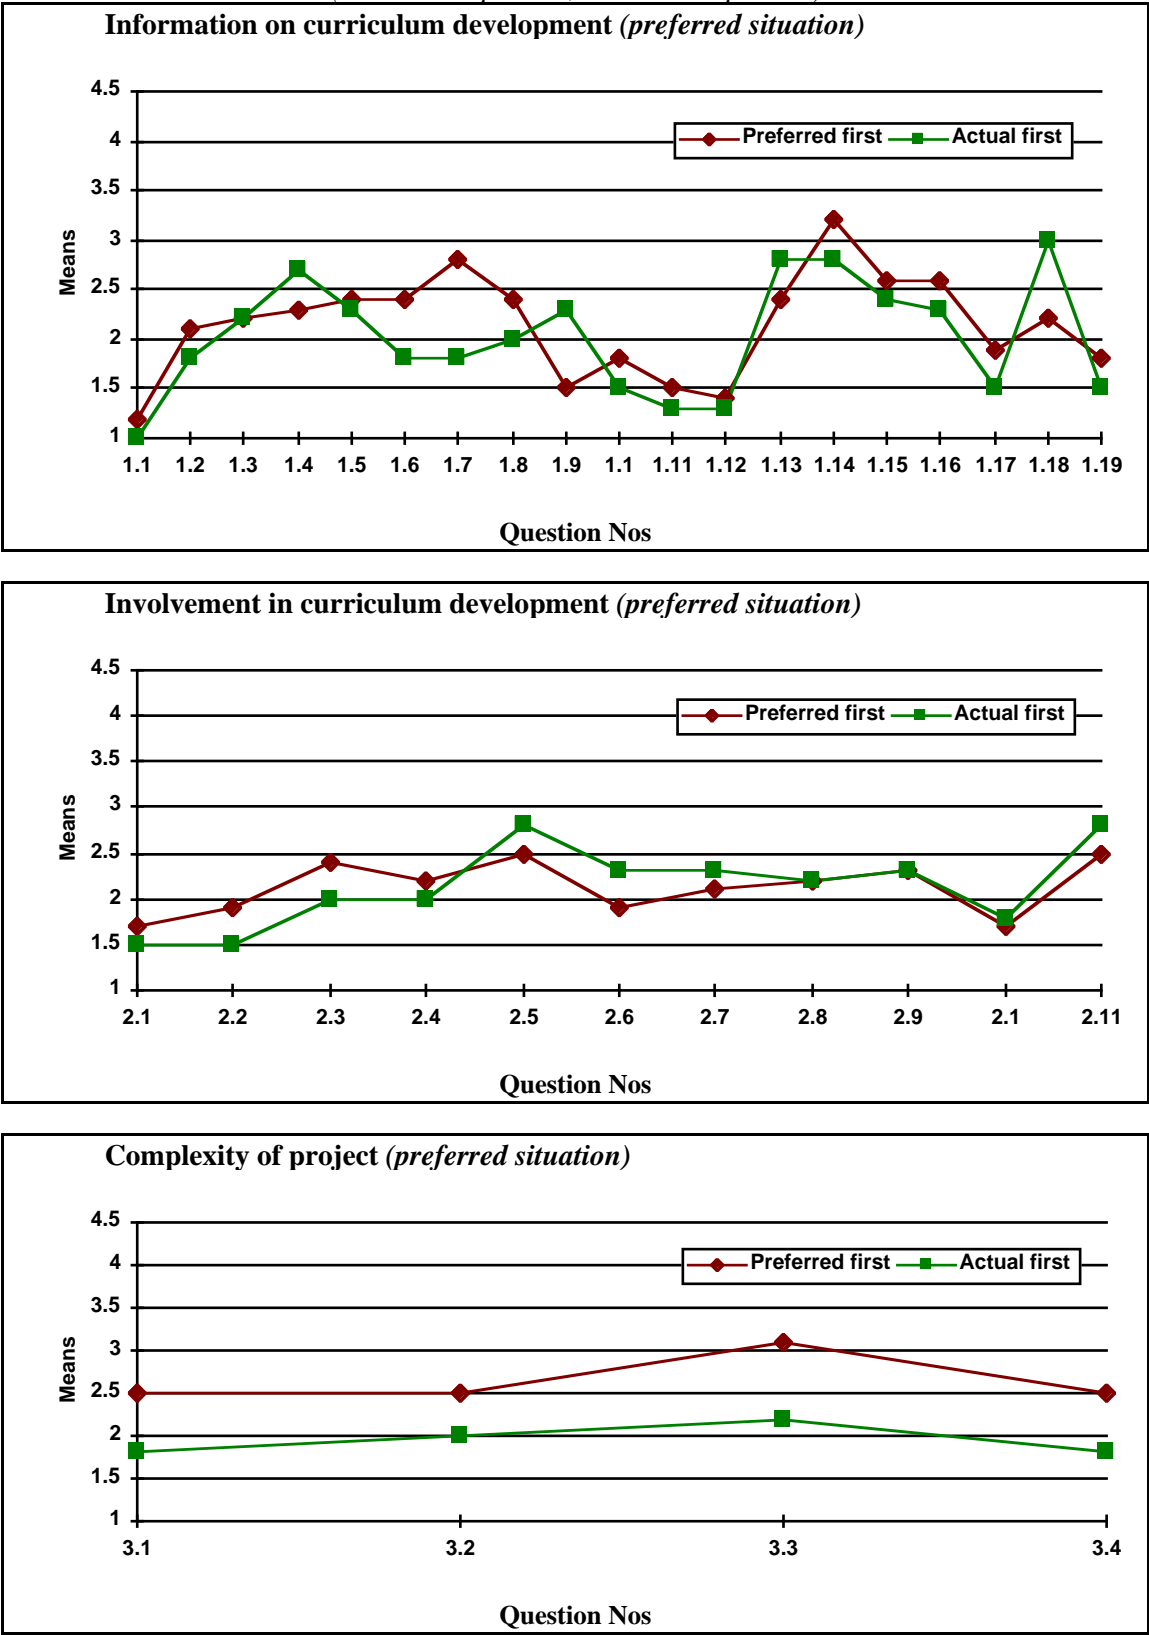 Information on curriculum development (preferred situation)
4.5
4
Preferred first Actual first
3.5
3
2.5
2
1.5
1
Means
1.1 1.2 1.3 1.4 1.5 1.6 1.7 1.8 1.9 1.1 1.11 1.12 1.13 1.14 1.15 1.16 1.17 1.18 1.19
Question Nos
Involvement in curriculum development (preferred situation)
4.5
4
Preferred first Actual first
3.5
3
2.5
2
1.5
1
Means
2.1 2.2 2.3 2.4 2.5 2.6 2.7 2.8 2.9 2.1 2.11
Question Nos
Complexity of project (preferred situation)
4.5
4
Preferred first Actual first
3.5
3
2.5
2
1.5
1
Means
3.1 3.2 3.3 3.4
Question Nos